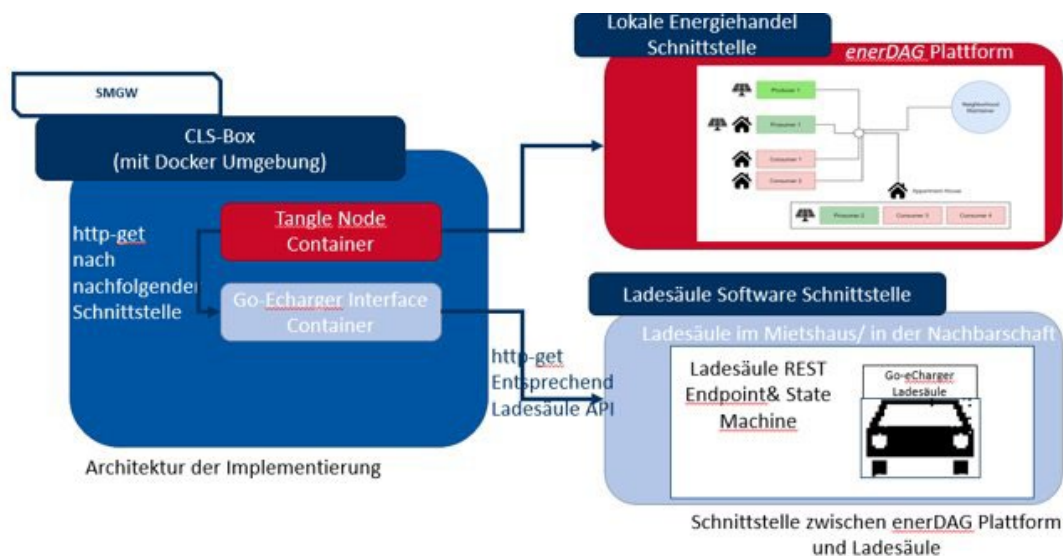 Lokale Energiehandel
Schnittstelle
enerDAG Plattform
Producer 1
Prosumer 1
Neighborhood
Maintainer
Consumer 1
Consumer 2
Appartment House
Prosumer 2
Consumer 3
Consumer 4
SMGW
CLS-Box
(mit Docker Umgebung)
http-get
nach
nachfolgender
Schnittstelle
Tangle Node
Container
Go-Echarger Interface
Container
http-get
Entsprechend
Ladesäule API
Architektur der Implementierung
Ladesäule Software Schnittstelle
Ladesäule im Mietshaus/ in der Nachbarschaft
Ladesäule REST
Endpoint& State
Machine
Go-eCharger
Ladesäule
Schnittstelle zwischen enerDAG Plattform
und Ladesäule